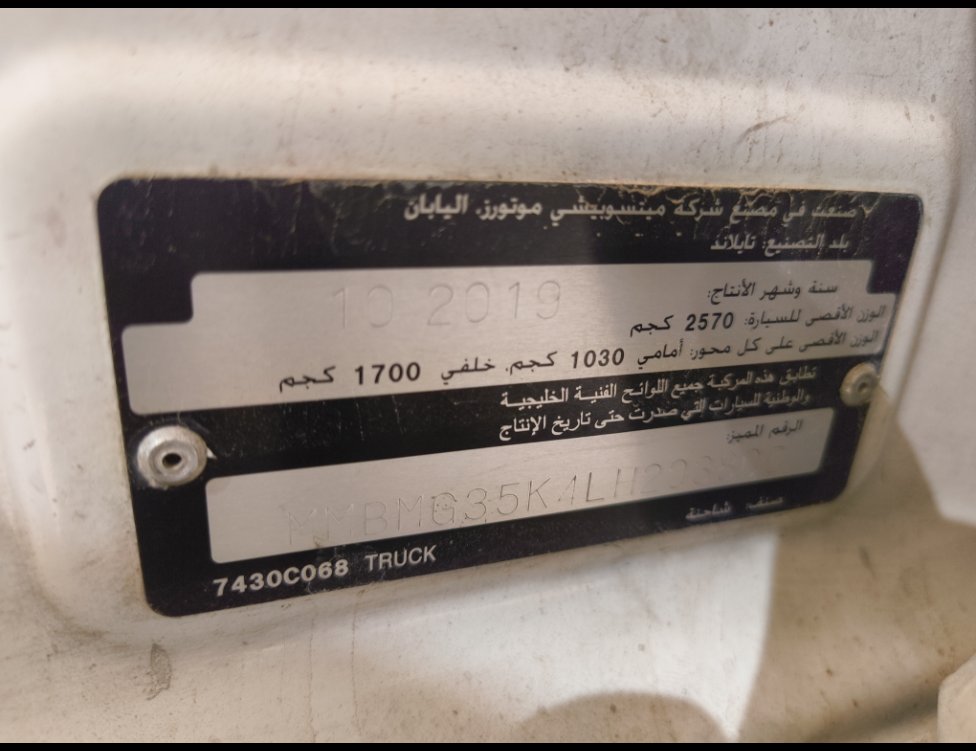 صنعت في مصنع شركة ميتسوبيشي موتورز. اليابان
بلد التصنيع: تايلاند
سنة وشهر الأنتاج:
10 2019
الوزن الأقصى للسيارة: 2570 كجم
الوزن الأقصى على كل محور: أمامي 1030 كجم. خلفي 1700 كجم
تطابق هذه المركبة جميع اللوائح الفنية الخليجية
والوطنية للسيارات التي صدرت حتى تاريخ الإنتاج
الرقم المميز:
صنف: شاحنة
7430C068 TRUCK